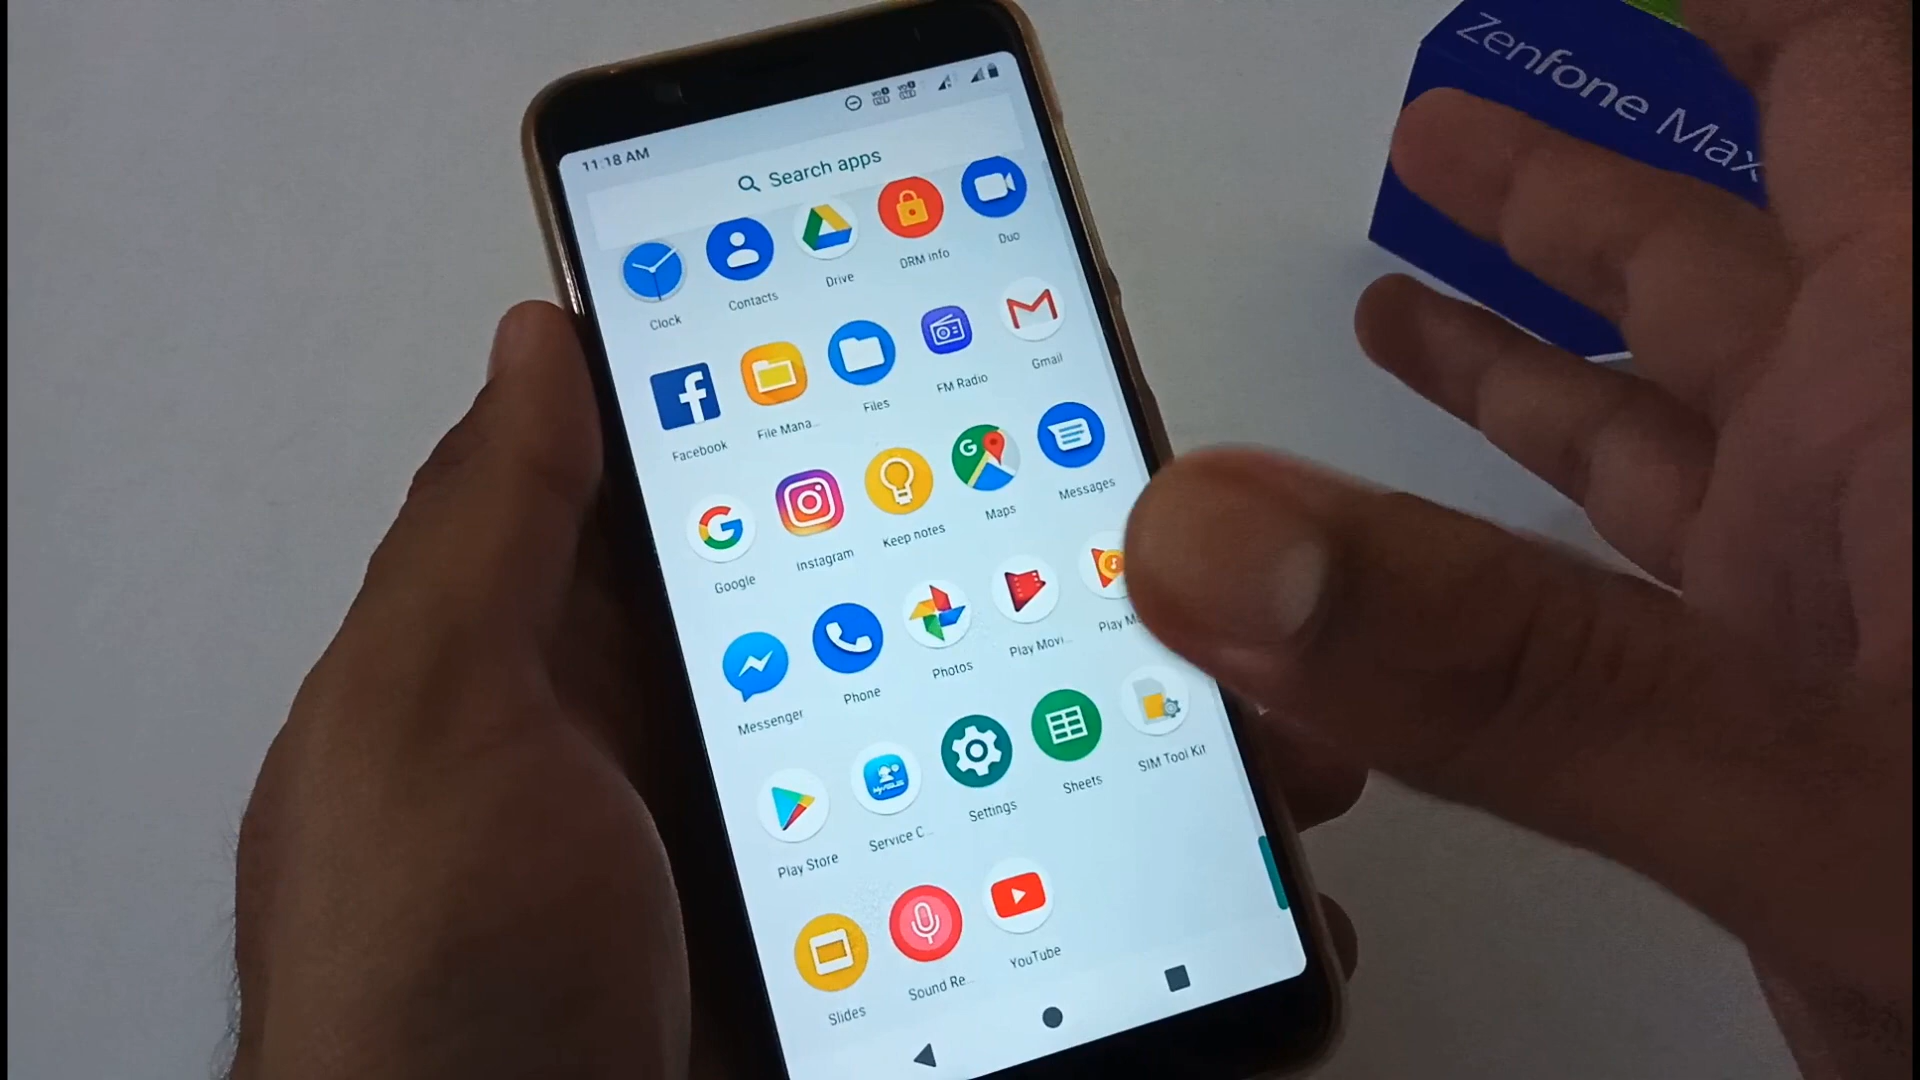 Zenfone Max
11:18 AM
Search apps
Clock
Contacts
Drive
DRM info
Duo
Facebook
File Mana...
Files
FM Radio
Gmail
Google
Instagram
Keep notes
Maps
Messages
Messenger
Phone
Photos
Play Movi...
Play M
Play Store
Service C...
Settings
Sheets
SIM Tool Kit
Slides
Sound Re...
YouTube